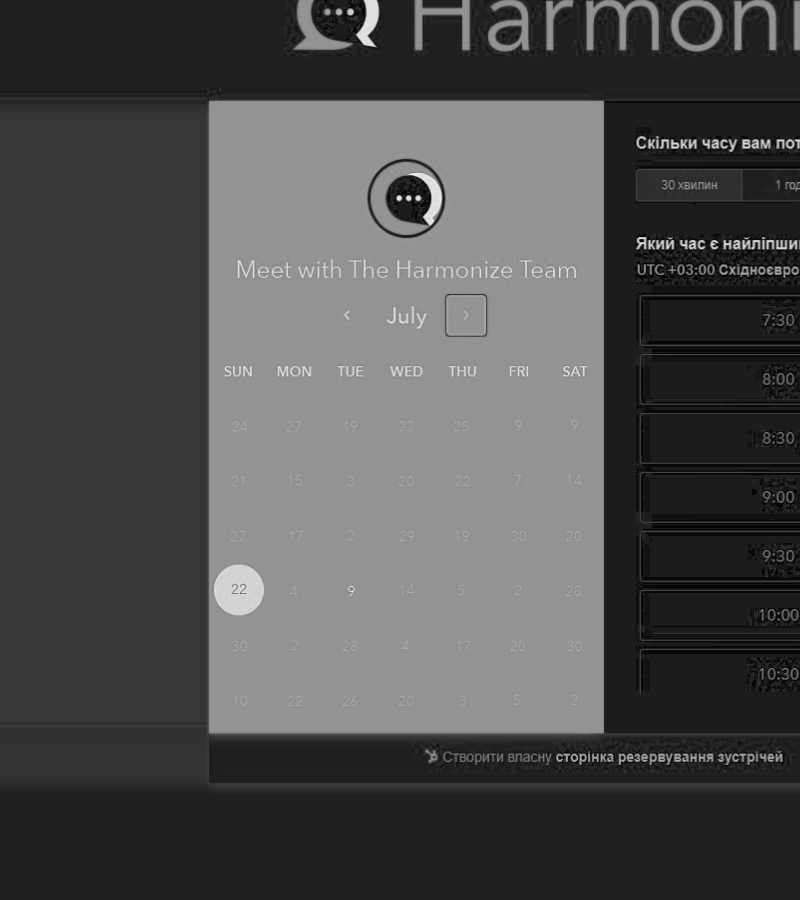 Harmoni
Meet with The Harmonize Team
July
SUN MON TUE WED THU FRI SAT
24 27 19 22 25 9 9
21 15 3 20 22 7 14
27 17 2 29 19 30 20
22 4 9 14 5 2 28
30 2 28 4 17 20 30
10 22 26 20 3 5 2
Скільки часу вам пот
30 хвилин 1 год
Який час є найліпши
UTC +03:00 Східноєвро
7:30
8:00
8:30
9:00
9:30
10:00
10:30
Створити власну сторінка резервування зустрічей